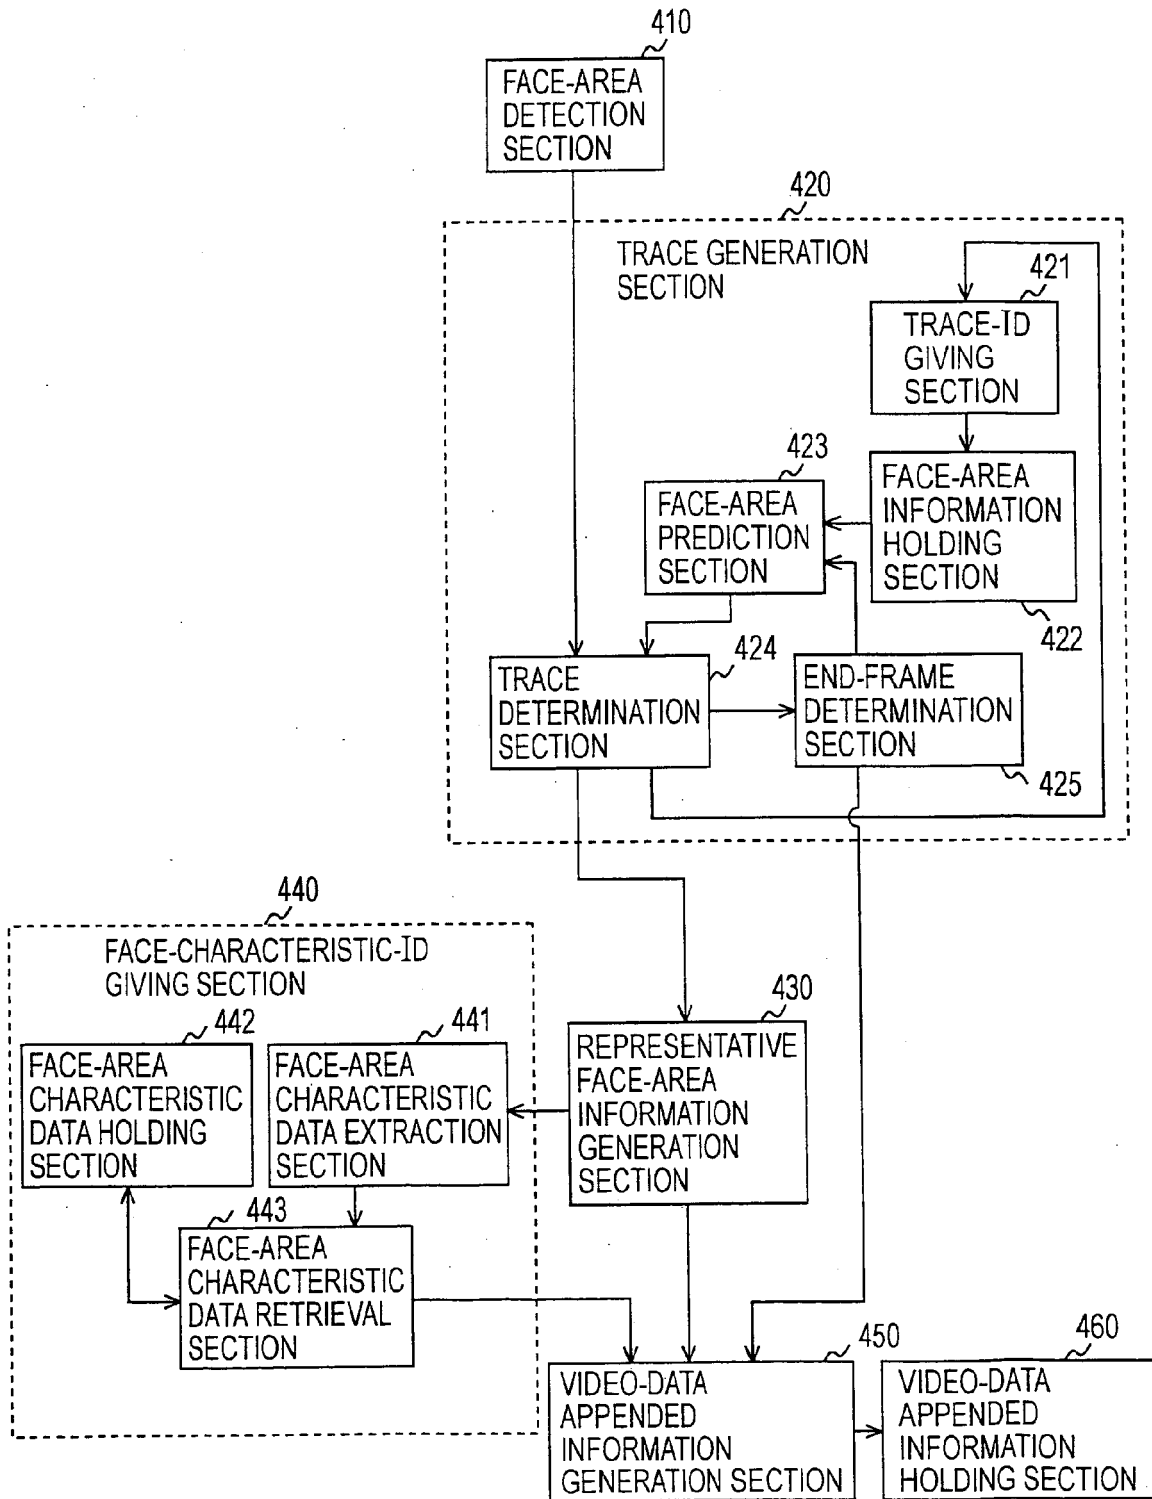 410
FACE-AREA
DETECTION
SECTION
420
TRACE GENERATION
SECTION
421
TRACE-ID
GIVING
SECTION
423
FACE-AREA
PREDICTION
SECTION
FACE-AREA
INFORMATION
HOLDING
SECTION
422
424
TRACE
DETERMINATION
SECTION
END-FRAME
DETERMINATION
SECTION
425
440
FACE-CHARACTERISTIC-ID
GIVING SECTION
442
FACE-AREA
CHARACTERISTIC
DATA HOLDING
SECTION
441
FACE-AREA
CHARACTERISTIC
DATA EXTRACTION
SECTION
430
REPRESENTATIVE
FACE-AREA
INFORMATION
GENERATION
SECTION
443
FACE-AREA
CHARACTERISTIC
DATA RETRIEVAL
SECTION
450
VIDEO-DATA
APPENDED
INFORMATION
GENERATION SECTION
460
VIDEO-DATA
APPENDED
INFORMATION
HOLDING SECTION